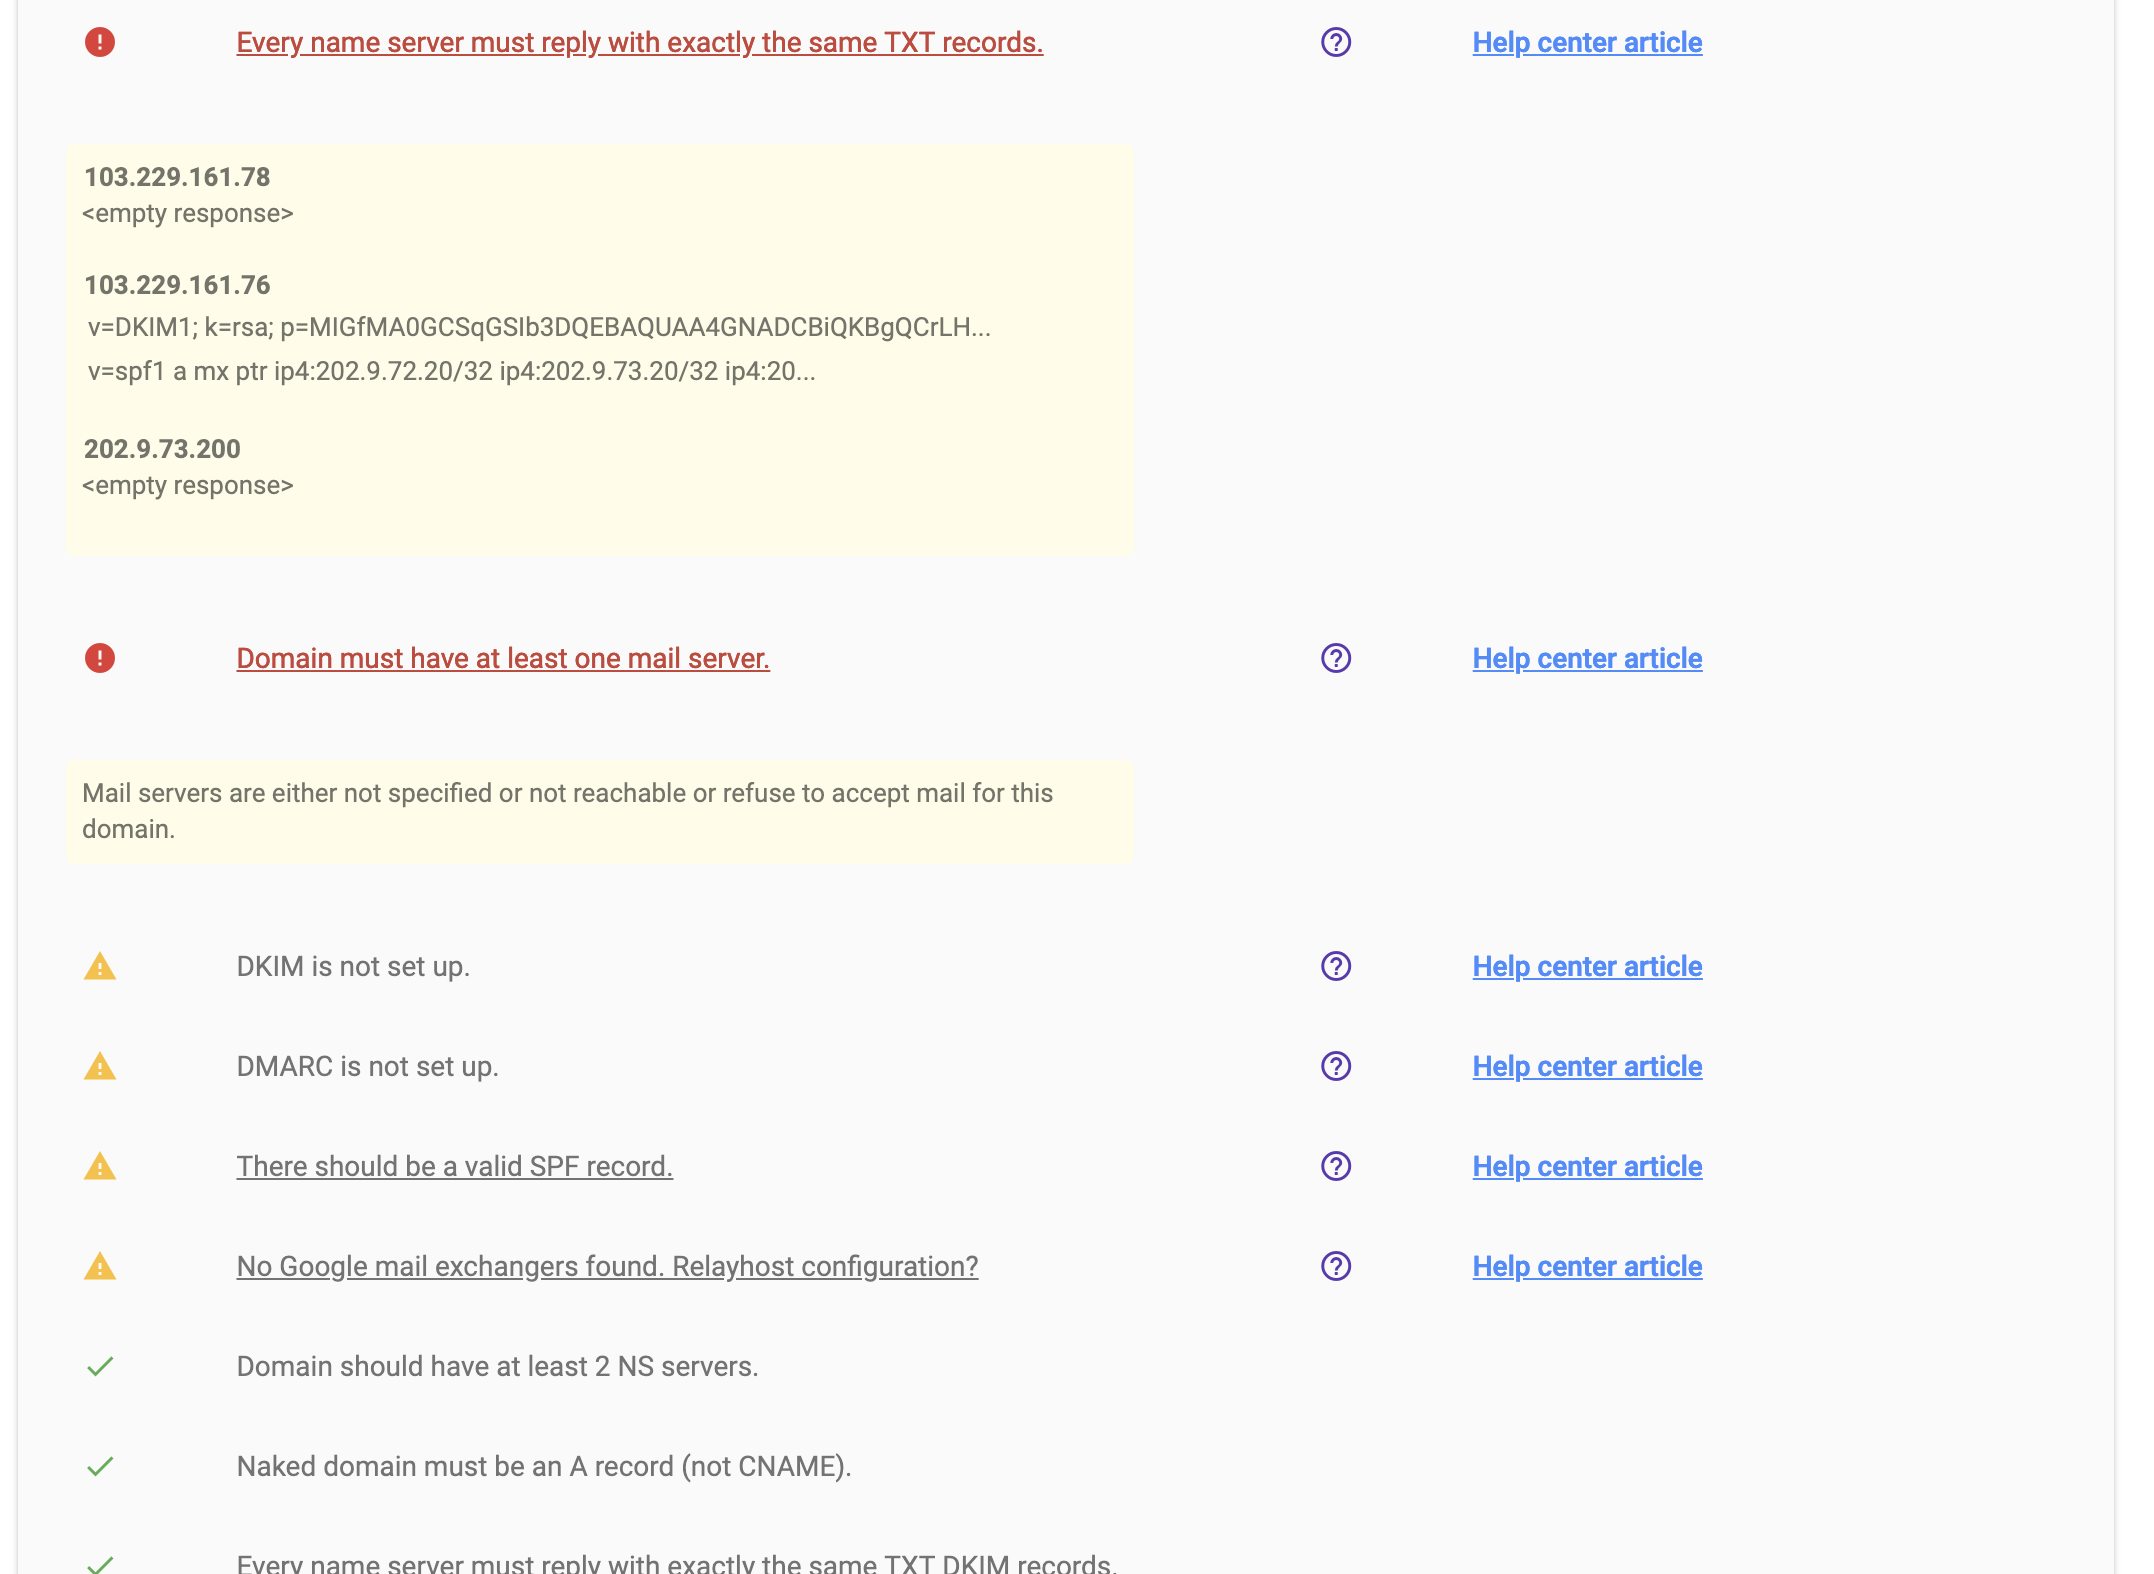 Every name server must reply with exactly the same TXT records.
Help center article
103.229.161.78
<empty response>
103.229.161.76
v=DKIM1; k=rsa; p=MIGfMA0GCSqGSIb3DQEBAQUAA4GNADCBiQKBgQCrLH...
v=spf1 a mx ptr ip4:202.9.72.20/32 ip4:202.9.73.20/32 ip4:20...
202.9.73.200
<empty response>
Domain must have at least one mail server.
Help center article
Mail servers are either not specified or not reachable or refuse to accept mail for this
domain.
DKIM is not set up.
Help center article
DMARC is not set up.
Help center article
There should be a valid SPF record.
Help center article
No Google mail exchangers found. Relayhost configuration?
Help center article
Domain should have at least 2 NS servers.
Naked domain must be an A record (not CNAME).
Every name server must reply with exactly the same TXT DKIM records.